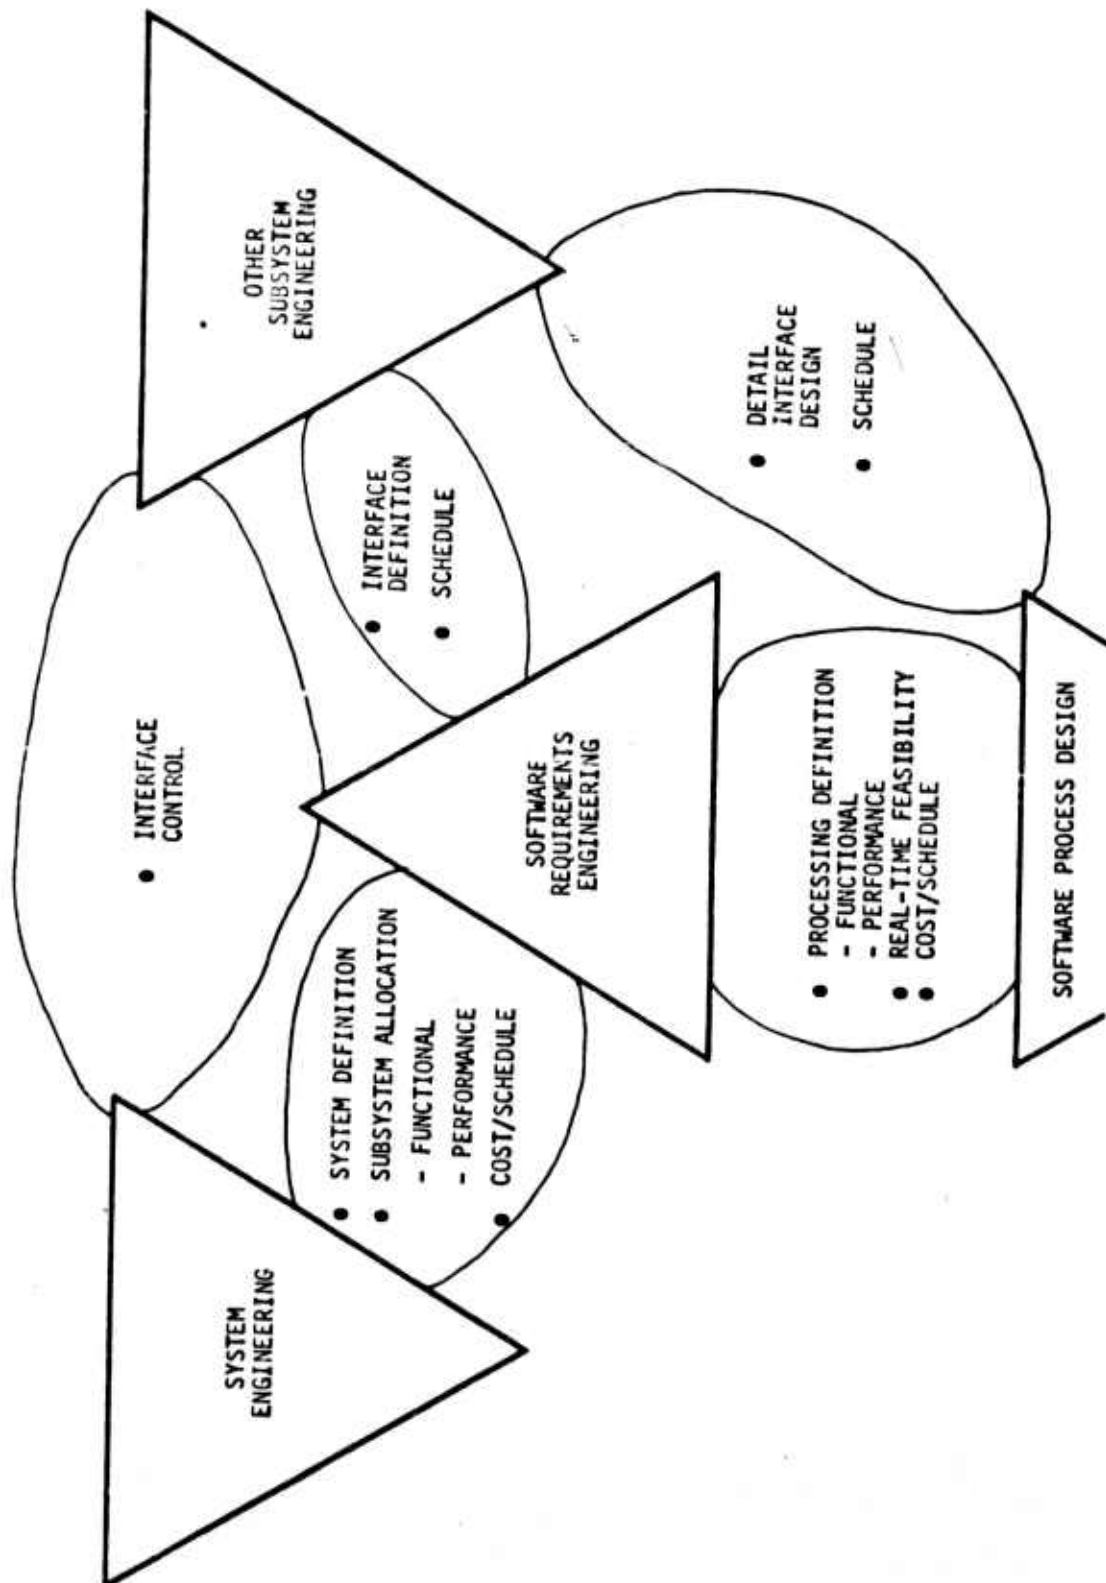 ● INTERFACE
CONTROL
SYSTEM
ENGINEERING
OTHER
SUBSYSTEM
ENGINEERING
● SYSTEM DEFINITION
● SUBSYSTEM ALLOCATION
- FUNCTIONAL
- PERFORMANCE
● COST/SCHEDULE
● INTERFACE
DEFINITION
● SCHEDULE
SOFTWARE
REQUIREMENTS
ENGINEERING
● DETAIL
INTERFACE
DESIGN
● SCHEDULE
● PROCESSING DEFINITION
- FUNCTIONAL
- PERFORMANCE
● REAL-TIME FEASIBILITY
● COST/SCHEDULE
SOFTWARE PROCESS DESIGN